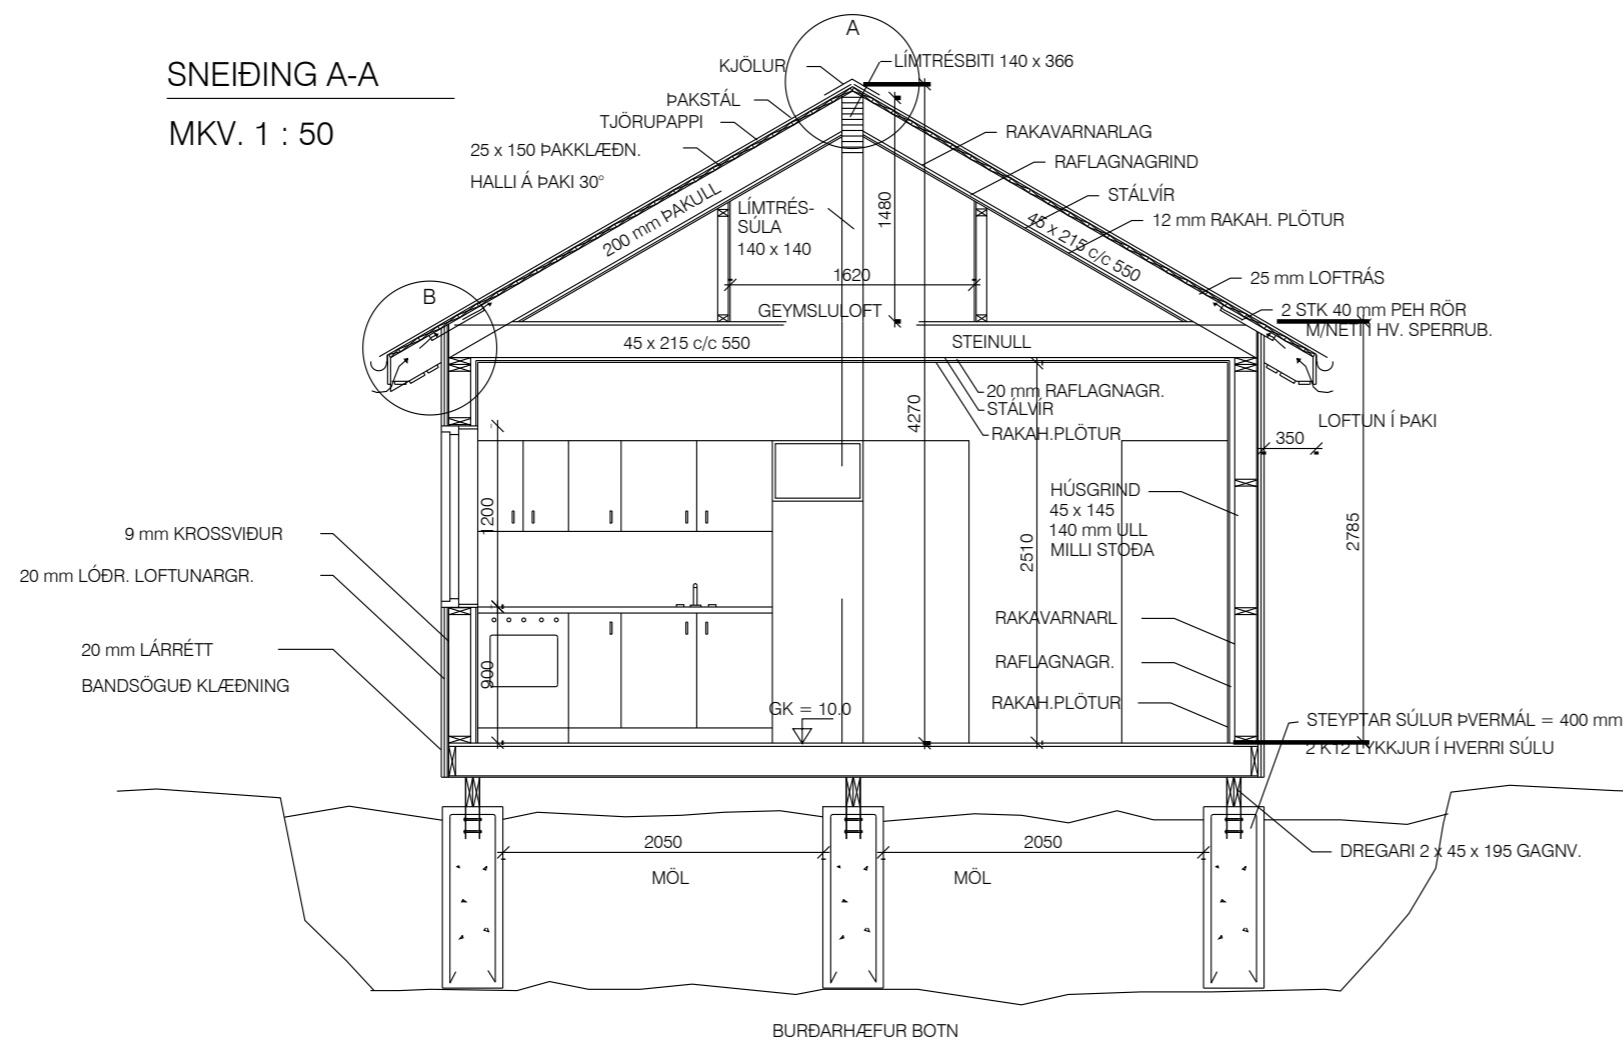 SNEIÐING A-A
MKV. 1 : 50
A
KJÖLUR
LÍMTRÉSBITI 140 x 366
ÞAKSTÁL
TJÖRUPAPPI
25 x 150 ÞAKKLÆÐN.
HALLI Á ÞAKI 30°
RAKAVARNARLAG
RAFLAGNAGRIND
STÁLVÍR
12 mm RAKAH. PLÖTUR
200 mm ÞAKULL
LÍMTRÉS-
SÚLA
140 x 140
1480
45 x 215 c/c 550
1620
25 mm LOFTRÁS
B
GEYMSLULOFT
2 STK 40 mm PEH RÖR
M/NETI Í HV. SPERRUB.
45 x 215 c/c 550
STEINULL
20 mm RAFLAGNAGR.
STÁLVÍR
RAKAH.PLÖTUR
4270
LOFTUN Í ÞAKI
350
HÚSGRIND
45 x 145
140 mm ULL
MILLI STOÐA
1200
2510
2785
9 mm KROSSVIÐUR
20 mm LÓÐR. LOFTUNARGR.
20 mm LÁRRÉTT
BANDSÖGUÐ KLÆÐNING
900
RAKAVARNARL
RAFLAGNAGR.
RAKAH.PLÖTUR
GK = 10.0
STEYPTAR SÚLUR ÞVERMÁL = 400 mm
2 K12 LYKKJUR Í HVERRI SÚLU
2050
2050
DREGARI 2 x 45 x 195 GAGNV.
MÖL
MÖL
BURÐARHÆFUR BOTN